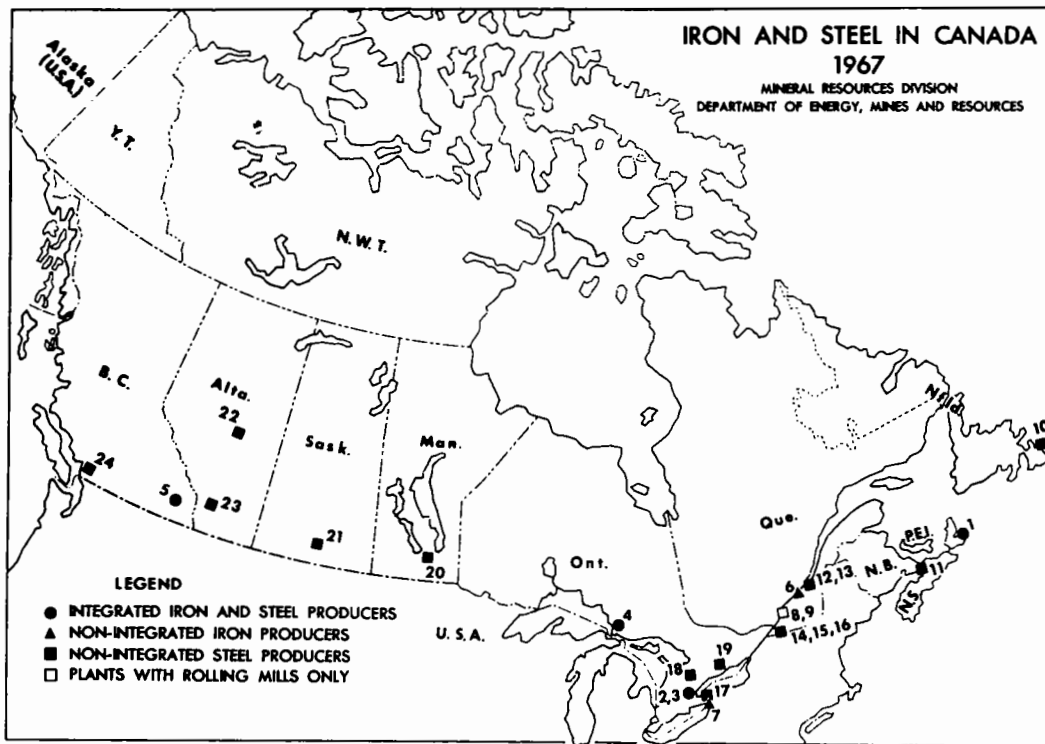 IRON AND STEEL IN CANADA
1967
MINERAL RESOURCES DIVISION
DEPARTMENT OF ENERGY, MINES AND RESOURCES
Alaska
(U.S.A)
Y. T.
N. W. T.
B. C.
Alta.
22
Sask.
Man.
Nfld.
10
24
5
23
21
20
Que.
Ont.
P.E.I.
1
N.B.
11
N.S.
6
12,13
8,9
14,15,16
4
U. S. A.
19
18
2,3
17
7
LEGEND
INTEGRATED IRON AND STEEL PRODUCERS
NON-INTEGRATED IRON PRODUCERS
NON-INTEGRATED STEEL PRODUCERS
PLANTS WITH ROLLING MILLS ONLY